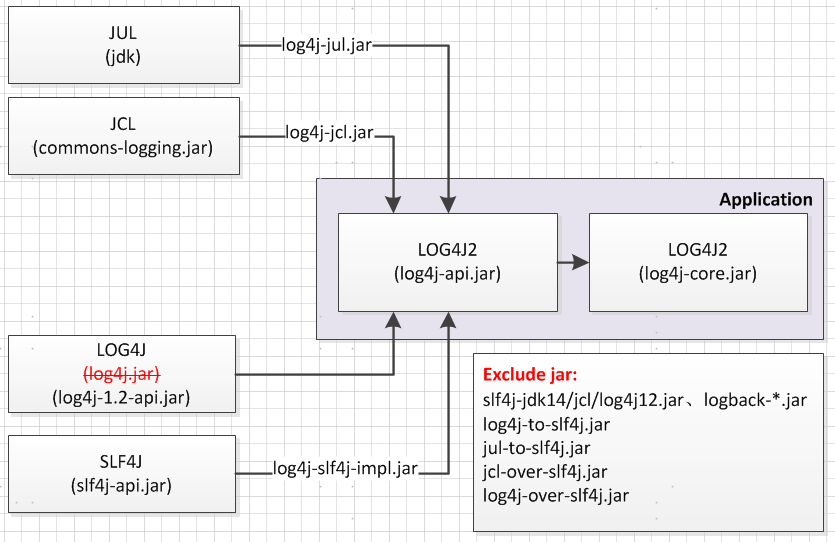 JUL
(jdk)
log4j-jul.jar
JCL
(commons-logging.jar)
log4j-jcl.jar
Application
LOG4J2
(log4j-api.jar)
LOG4J2
(log4j-core.jar)
LOG4J
(log4j.jar)
(log4j-1.2-api.jar)
SLF4J
(slf4j-api.jar)
log4j-slf4j-impl.jar
Exclude jar:
slf4j-jdk14/jcl/log4j12.jar、logback-*.jar
log4j-to-slf4j.jar
jul-to-slf4j.jar
jcl-over-slf4j.jar
log4j-over-slf4j.jar